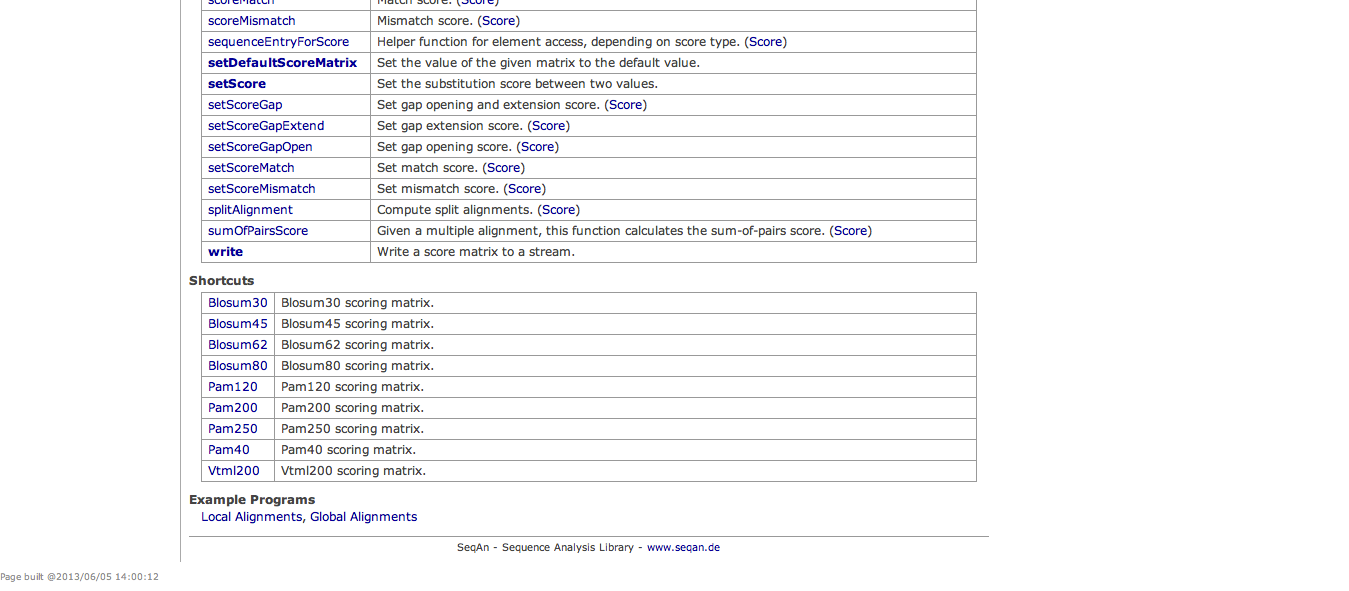 scoreMatch Match score. (Score)
scoreMismatch Mismatch score. (Score)
sequenceEntryForScore Helper function for element access, depending on score type. (Score)
setDefaultScoreMatrix Set the value of the given matrix to the default value.
setScore Set the substitution score between two values.
setScoreGap Set gap opening and extension score. (Score)
setScoreGapExtend Set gap extension score. (Score)
setScoreGapOpen Set gap opening score. (Score)
setScoreMatch Set match score. (Score)
setScoreMismatch Set mismatch score. (Score)
splitAlignment Compute split alignments. (Score)
sumOfPairsScore Given a multiple alignment, this function calculates the sum-of-pairs score. (Score)
write Write a score matrix to a stream.
Shortcuts
Blosum30 Blosum30 scoring matrix.
Blosum45 Blosum45 scoring matrix.
Blosum62 Blosum62 scoring matrix.
Blosum80 Blosum80 scoring matrix.
Pam120 Pam120 scoring matrix.
Pam200 Pam200 scoring matrix.
Pam250 Pam250 scoring matrix.
Pam40 Pam40 scoring matrix.
Vtml200 Vtml200 scoring matrix.
Example Programs
Local Alignments, Global Alignments
SeqAn - Sequence Analysis Library - www.seqan.de
Page built @2013/06/05 14:00:12